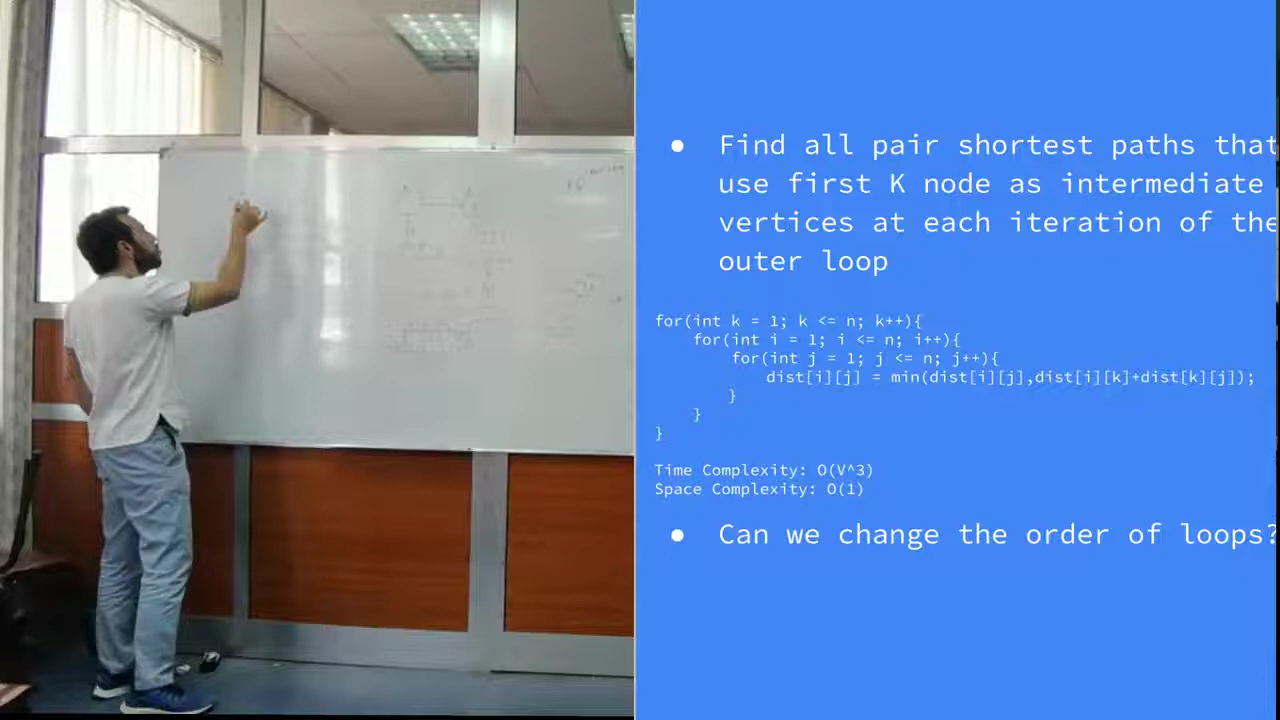 ● Find all pair shortest paths that
use first K node as intermediate
vertices at each iteration of the
outer loop
for(int k = 1; k <= n; k++){
for(int i = 1; i <= n; i++){
for(int j = 1; j <= n; j++){
dist[i][j] = min(dist[i][j],dist[i][k]+dist[k][j]);
}
}
}
Time Complexity: O(V^3)
Space Complexity: O(1)
● Can we change the order of loops?